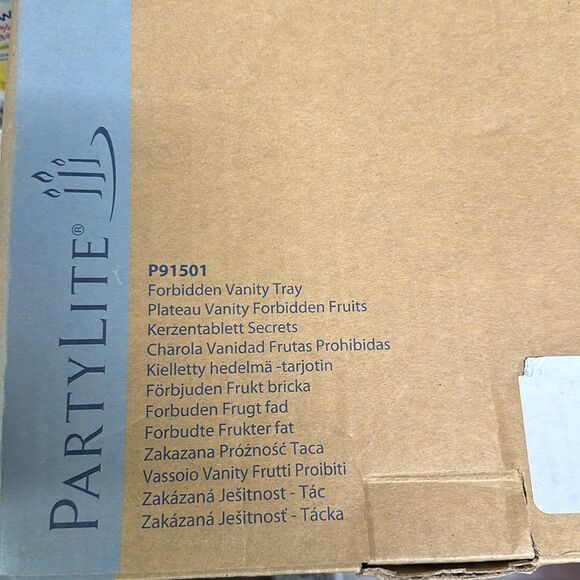 PARTYLITE®
P91501
Forbidden Vanity Tray
Plateau Vanity Forbidden Fruits
Kerzentablett Secrets
Charola Vanidad Frutas Prohibidas
Kielletty hedelmä -tarjotin
Förbjuden Frukt bricka
Forbuden Frugt fad
Forbudte Frukter fat
Zakazana Próżność Taca
Vassoio Vanity Frutti Proibiti
Zakázaná Ješitnost - Tác
Zakázaná Ješitnosť - Tácka